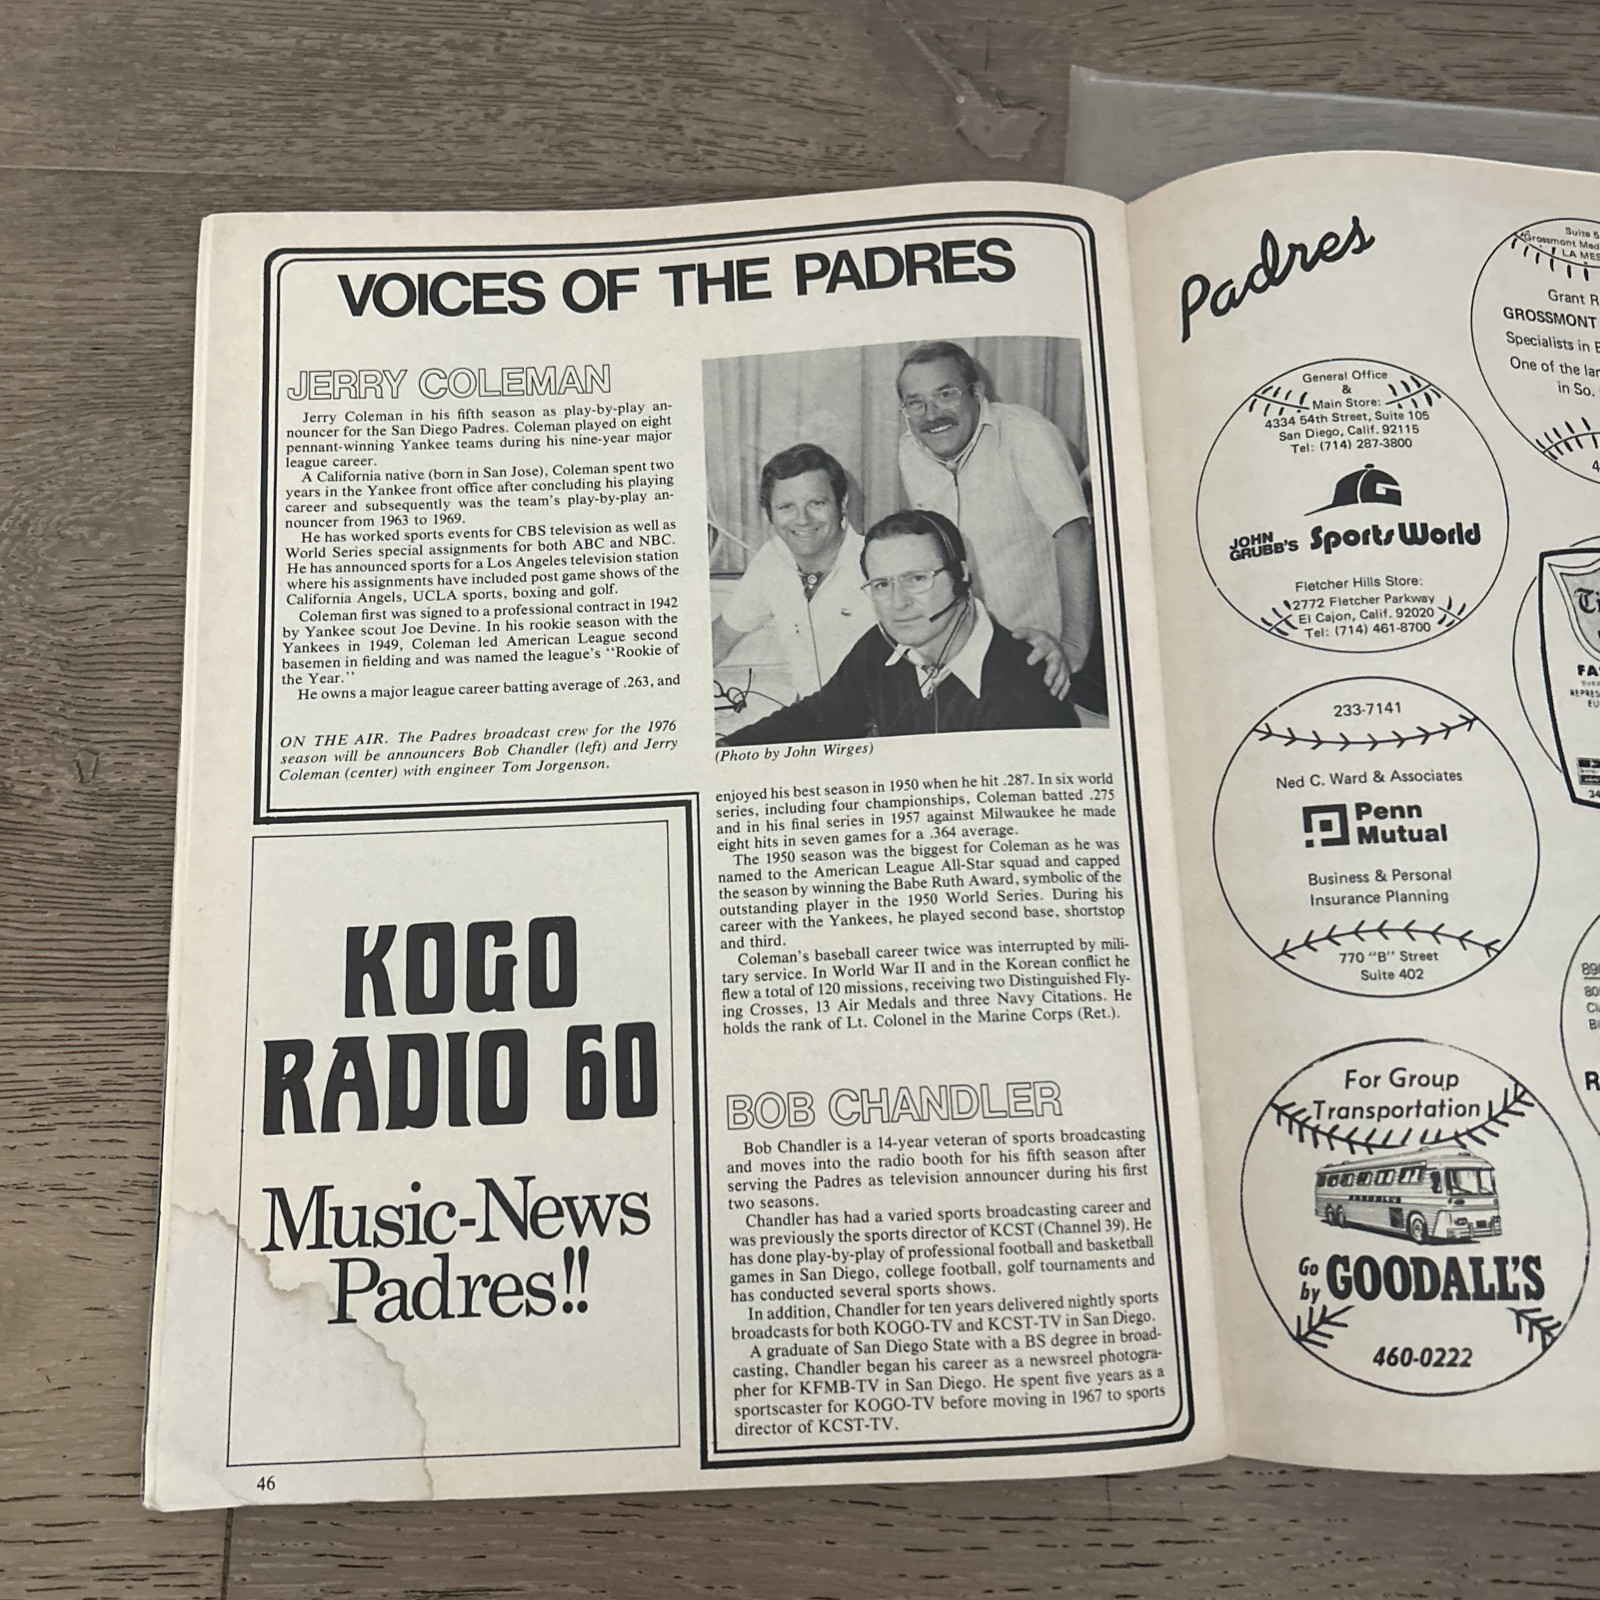 VOICES OF THE PADRES
JERRY COLEMAN
Jerry Coleman in his fifth season as play-by-play an-
nouncer for the San Diego Padres. Coleman played on eight
pennant-winning Yankee teams during his nine-year major
league career.
A California native (born in San Jose), Coleman spent two
years in the Yankee front office after concluding his playing
career and subsequently was the team's play-by-play an-
nouncer from 1963 to 1969.
He has worked sports events for CBS television as well as
World Series special assignments for both ABC and NBC.
He has announced sports for a Los Angeles television station
where his assignments have included post game shows of the
California Angels, UCLA sports, boxing and golf.
Coleman first was signed to a professional contract in 1942
by Yankee scout Joe Devine. In his rookie season with the
Yankees in 1949, Coleman led American League second
basemen in fielding and was named the league's "Rookie of
the Year."
He owns a major league career batting average of .263, and
ON THE AIR. The Padres broadcast crew for the 1976
season will be announcers Bob Chandler (left) and Jerry
Coleman (center) with engineer Tom Jorgenson.
(Photo by John Wirges)
enjoyed his best season in 1950 when he hit .287. In six world
series, including four championships, Coleman batted .275
and in his final series in 1957 against Milwaukee he made
eight hits in seven games for a .364 average.
The 1950 season was the biggest for Coleman as he was
named to the American League All-Star squad and capped
the season by winning the Babe Ruth Award, symbolic of the
outstanding player in the 1950 World Series. During his
career with the Yankees, he played second base, shortstop
and third.
Coleman's baseball career twice was interrupted by mili-
tary service. In World War II and in the Korean conflict he
flew a total of 120 missions, receiving two Distinguished Fly-
ing Crosses, 13 Air Medals and three Navy Citations. He
holds the rank of Lt. Colonel in the Marine Corps (Ret.).
BOB CHANDLER
Bob Chandler is a 14-year veteran of sports broadcasting
and moves into the radio booth for his fifth season after
serving the Padres as television announcer during his first
two seasons.
Chandler has had a varied sports broadcasting career and
was previously the sports director of KCST (Channel 39). He
has done play-by-play of professional football and basketball
games in San Diego, college football, golf tournaments and
has conducted several sports shows.
In addition, Chandler for ten years delivered nightly sports
broadcasts for both KOGO-TV and KCST-TV in San Diego.
A graduate of San Diego State with a BS degree in broad-
casting, Chandler began his career as a newsreel photogra-
pher for KFMB-TV in San Diego. He spent five years as a
sportscaster for KOGO-TV before moving in 1967 to sports
director of KCST-TV.
KOGO
RADIO 60
Music-News
Padres!!
46
Padres
General Office
&
Main Store:
4334 54th Street, Suite 105
San Diego, Calif. 92115
Tel: (714) 287-3800
JG
JOHN
GRUBB'S
Sports World
Fletcher Hills Store:
2772 Fletcher Parkway
El Cajon, Calif. 92020
Tel: (714) 461-8700
233-7141
Ned C. Ward & Associates
Penn
Mutual
Business & Personal
Insurance Planning
770 "B" Street
Suite 402
For Group
Transportation
Go
by
GOODALL'S
460-0222
Suite 5
Grossmont Med
LA MES
Grant R
GROSSMONT
Specialists in
One of the lar
in So.